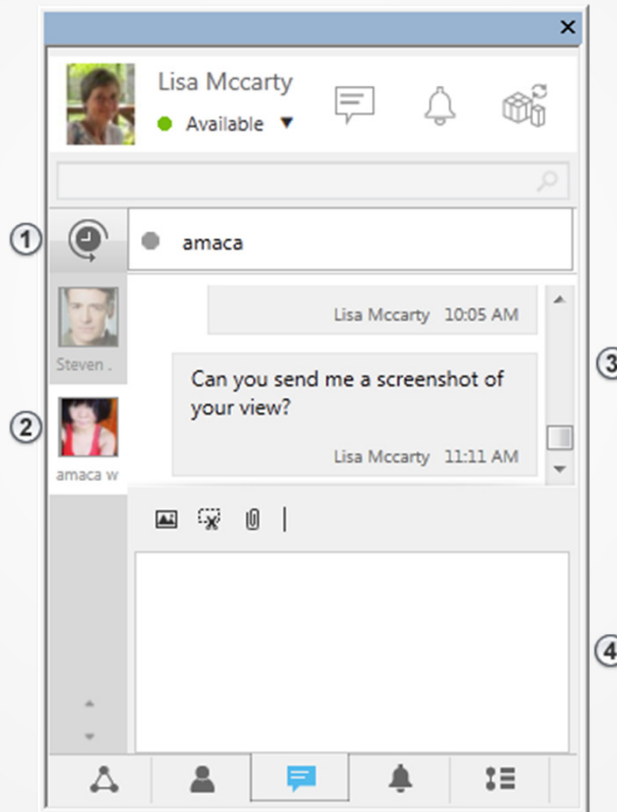 Lisa Mccarty
Available
1
amaca
Lisa Mccarty 10:05 AM
Steven .
3
Can you send me a screenshot of
your view?
2
Lisa Mccarty 11:11 AM
amaca w
4